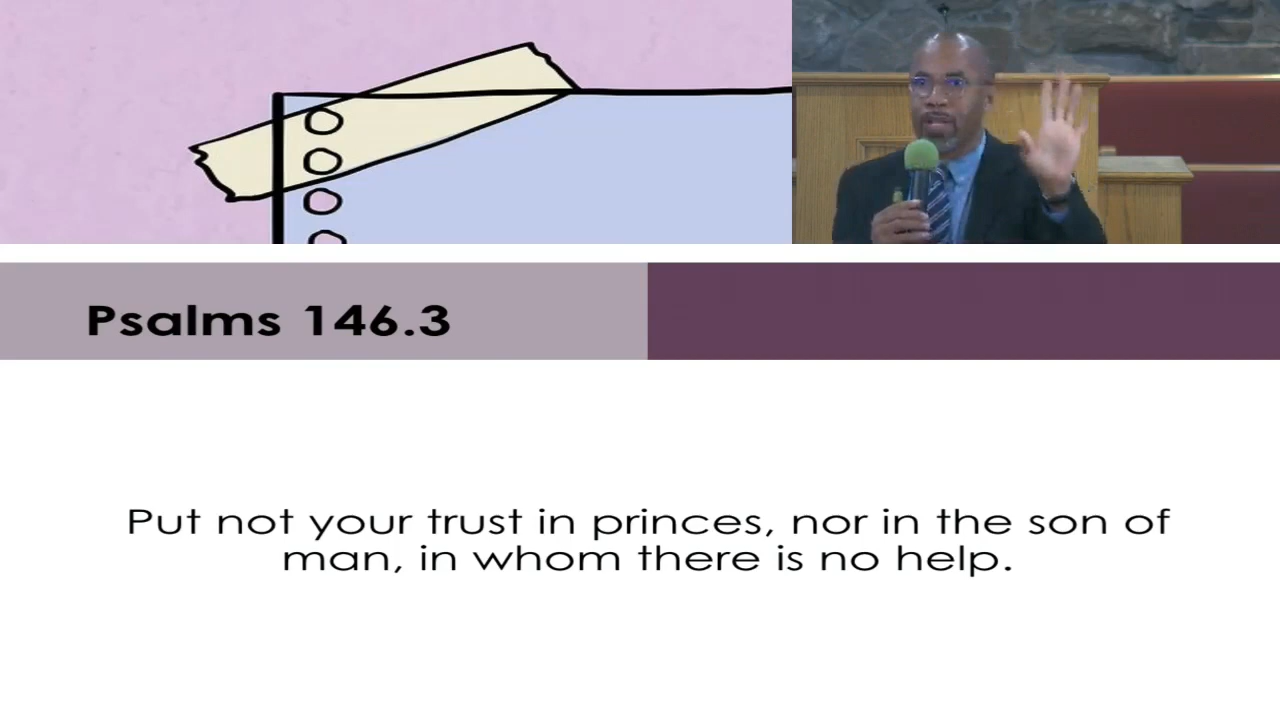 Psalms 146.3
Put not your trust in princes, nor in the son of
man, in whom there is no help.